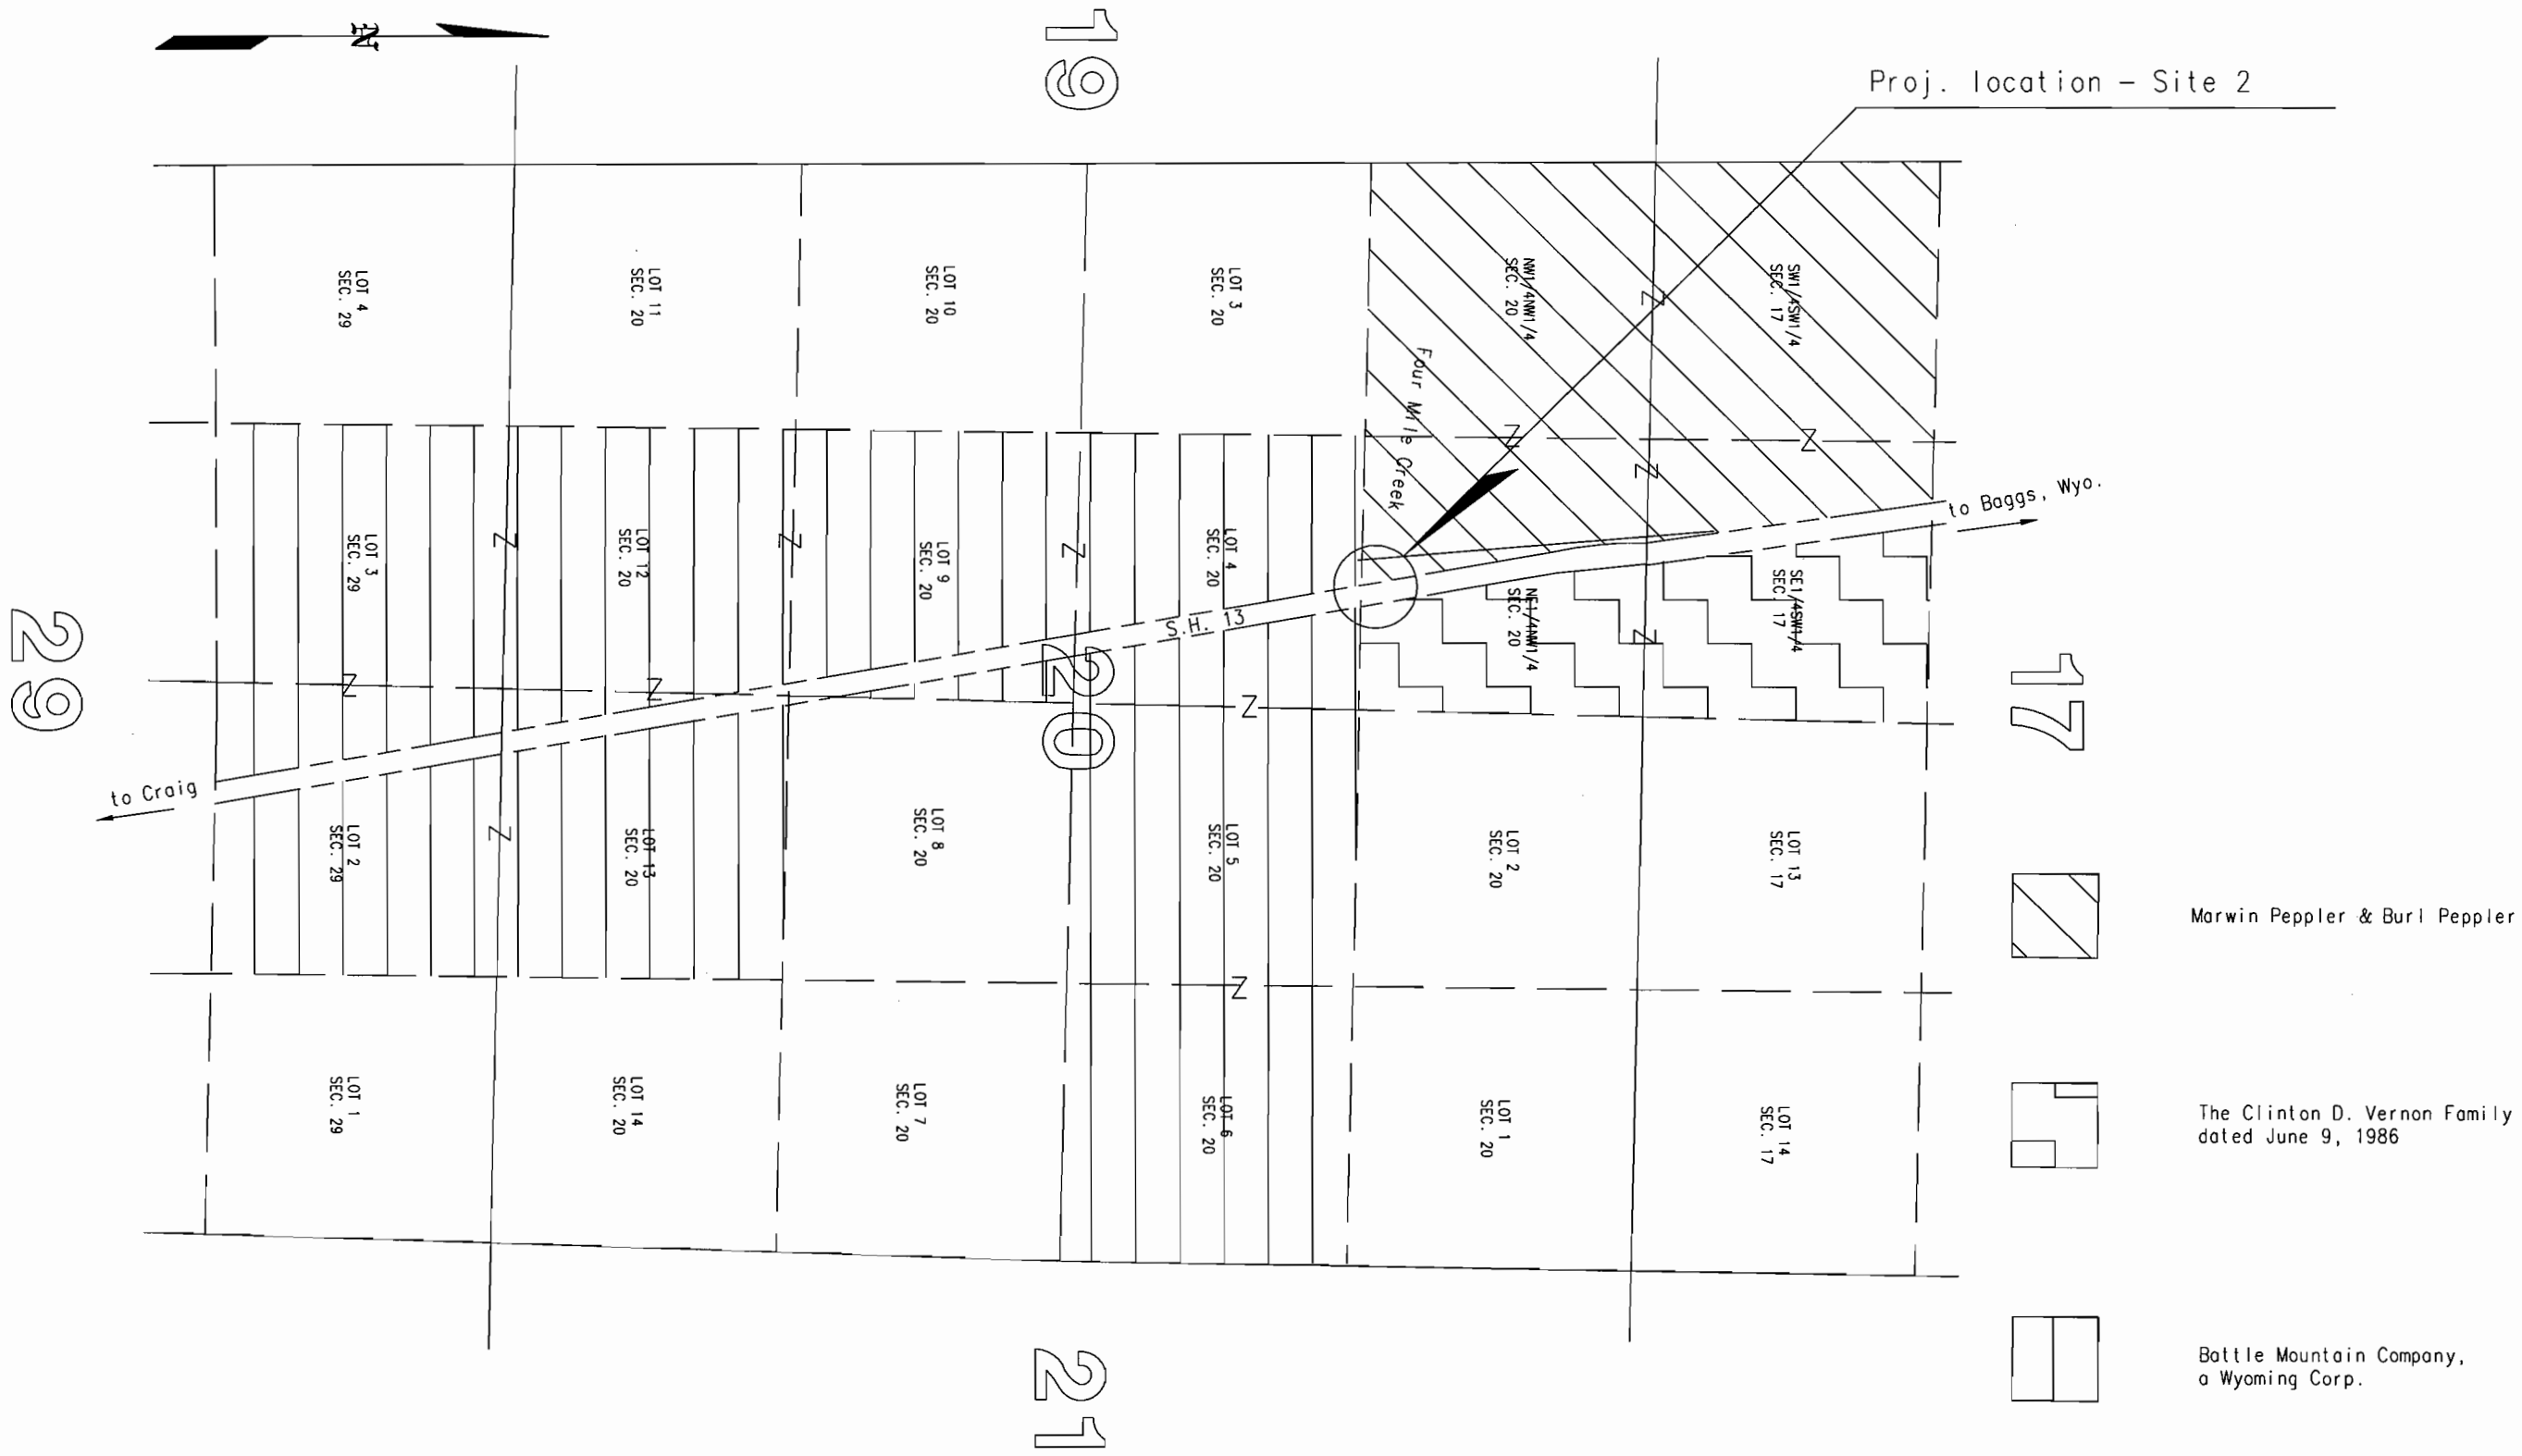 N
19
Proj. location - Site 2
LOT 4
SEC. 29
LOT 11
SEC. 20
LOT 10
SEC. 20
LOT 3
SEC. 20
NW1/4NW1/4
SEC. 20
SW1/4SW1/4
SEC. 17
Four Mile Creek
to Baggs, Wyo.
LOT 3
SEC. 29
LOT 12
SEC. 20
LOT 9
SEC. 20
LOT 4
SEC. 20
NE1/4NW1/4
SEC. 20
SE1/4SW1/4
SEC. 17
S.H. 13
29
20
17
to Craig
LOT 2
SEC. 29
LOT 13
SEC. 20
LOT 8
SEC. 20
LOT 5
SEC. 20
LOT 2
SEC. 20
LOT 13
SEC. 17
Marwin Peppler & Burl Peppler
LOT 1
SEC. 29
LOT 14
SEC. 20
LOT 7
SEC. 20
LOT 6
SEC. 20
LOT 1
SEC. 20
LOT 14
SEC. 17
The Clinton D. Vernon Family
dated June 9, 1986
21
Battle Mountain Company,
a Wyoming Corp.